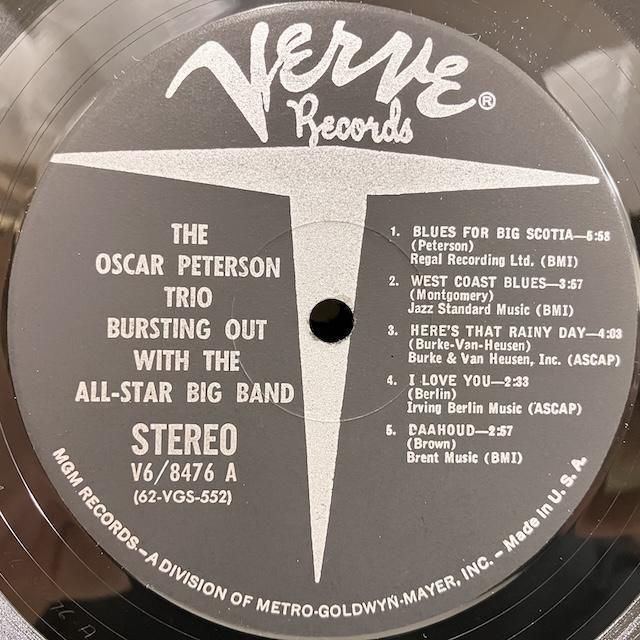 VERVE ®
Records
THE
OSCAR PETERSON
TRIO
BURSTING OUT
WITH THE
ALL-STAR BIG BAND
STEREO
V6/8476 A
(62-VGS-552)
1. BLUES FOR BIG SCOTIA—5:58
(Peterson)
Regal Recording Ltd. (BMI)
2. WEST COAST BLUES—3:57
(Montgomery)
Jazz Standard Music (BMI)
3. HERE'S THAT RAINY DAY—4:03
(Burke-Van-Heusen)
Burke & Van Heusen, Inc. (ASCAP)
4. I LOVE YOU—2:33
(Berlin)
Irving Berlin Music (ASCAP)
5. DAAHOUD—2:57
(Brown)
Brent Music (BMI)
MGM RECORDS—A DIVISION OF METRO-GOLDWYN-MAYER, INC. – Made in U. S. A.